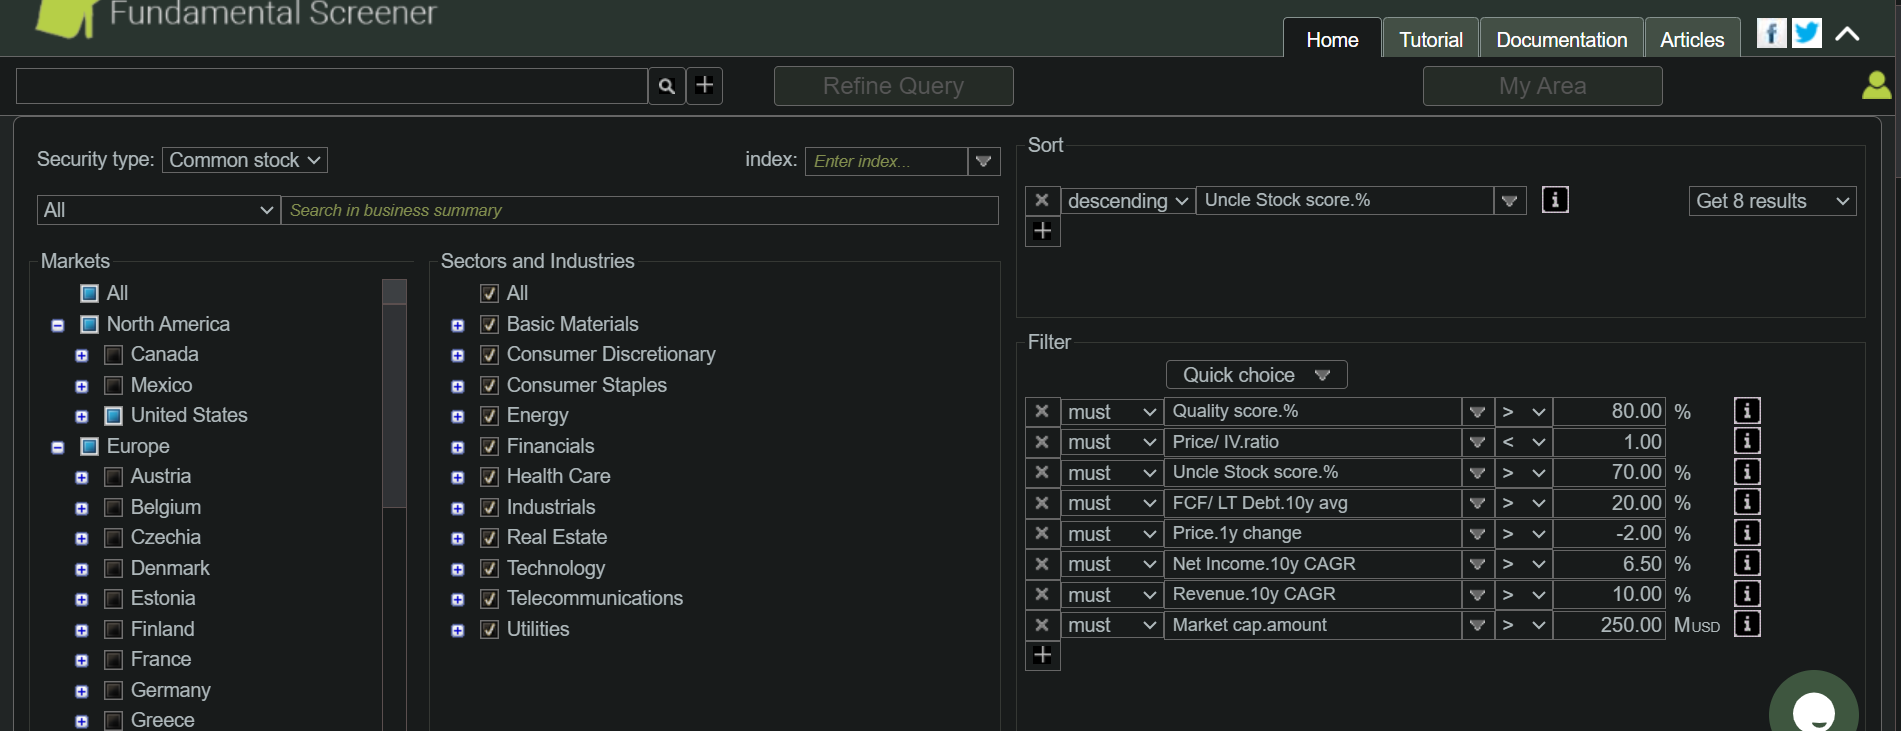 Fundamental Screener
Home Tutorial Documentation Articles
Refine Query My Area
Security type: Common stock index: Enter index...
All Search in business summary
Markets
All
North America
Canada
Mexico
United States
Europe
Austria
Belgium
Czechia
Denmark
Estonia
Finland
France
Germany
Greece
Sectors and Industries
All
Basic Materials
Consumer Discretionary
Consumer Staples
Energy
Financials
Health Care
Industrials
Real Estate
Technology
Telecommunications
Utilities
Sort
descending Uncle Stock score.% Get 8 results
Filter
Quick choice
must Quality score.% > 80.00 %
must Price/ IV.ratio < 1.00
must Uncle Stock score.% > 70.00 %
must FCF/ LT Debt.10y avg > 20.00 %
must Price.1y change > -2.00 %
must Net Income.10y CAGR > 6.50 %
must Revenue.10y CAGR > 10.00 %
must Market cap.amount > 250.00 MUSD